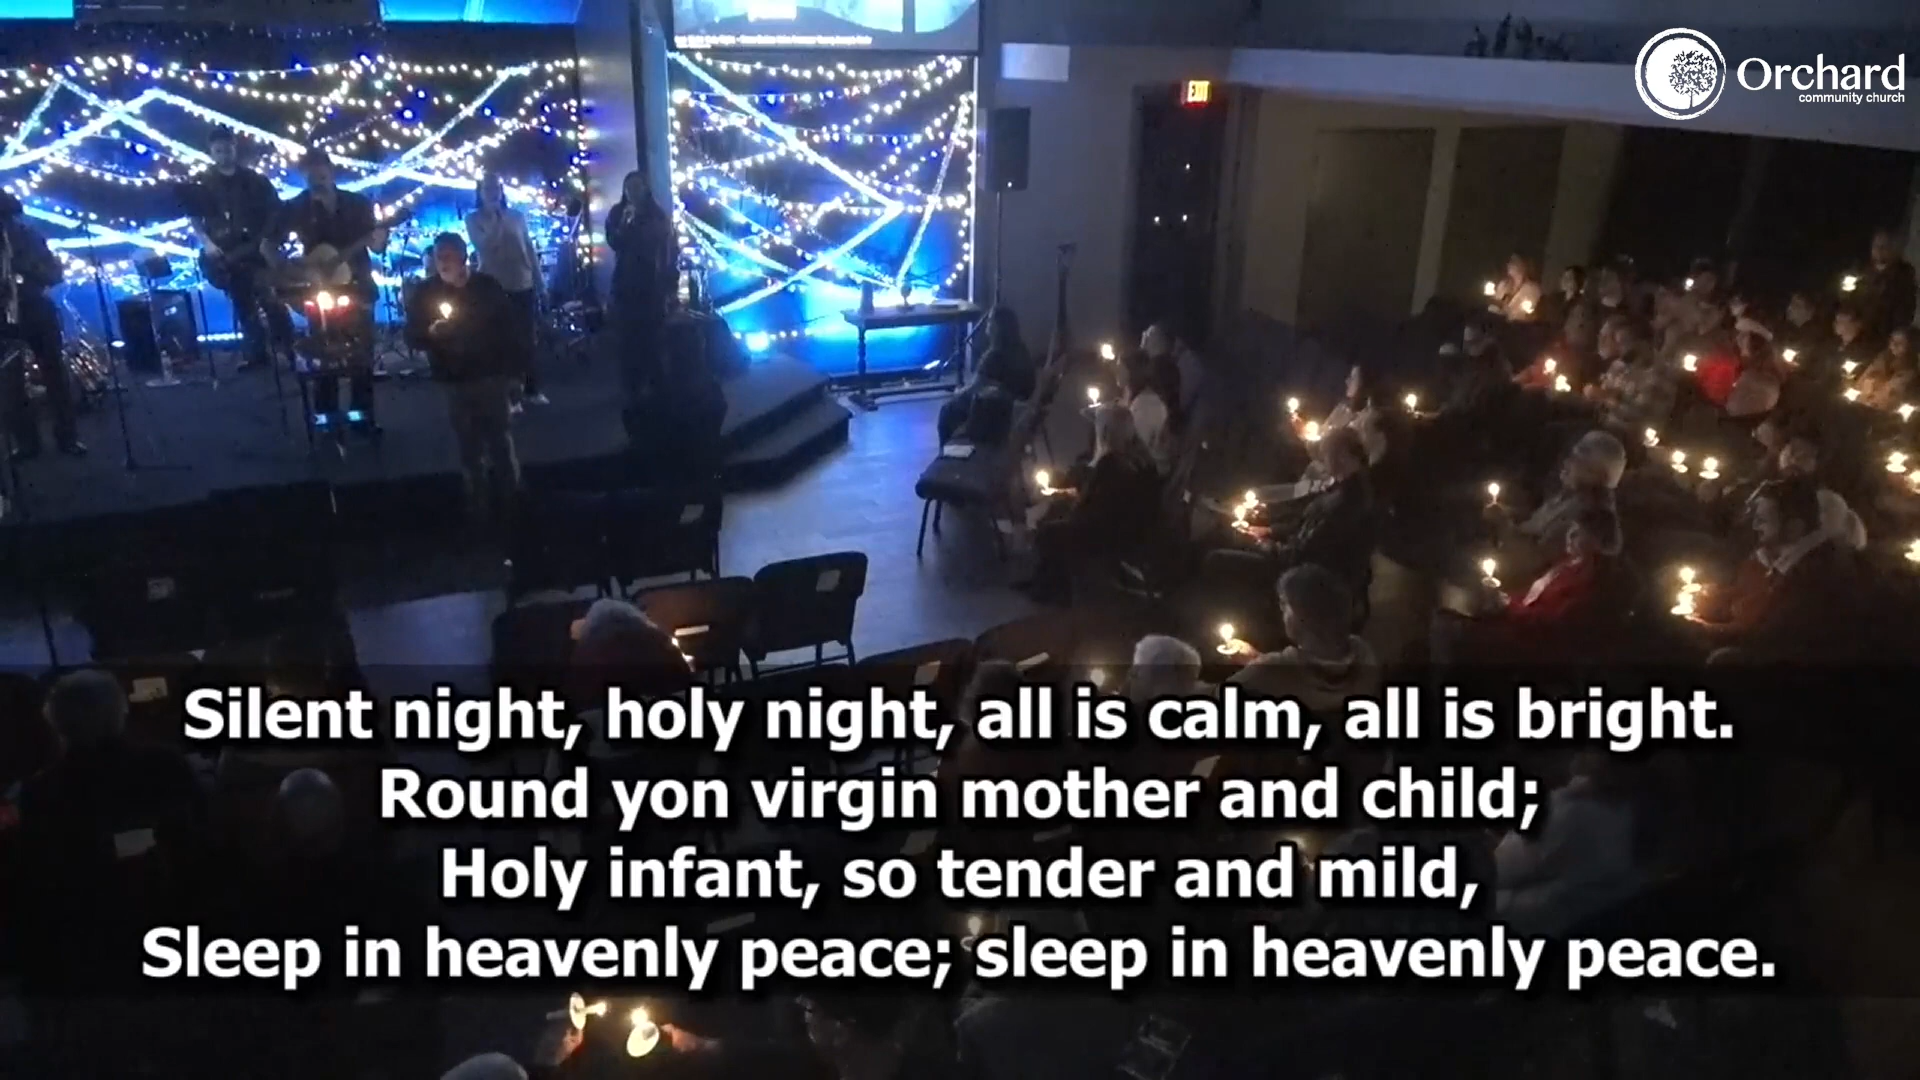 Orchard
community church
EXIT
Silent night, holy night, all is calm, all is bright.
Round yon virgin mother and child;
Holy infant, so tender and mild,
Sleep in heavenly peace; sleep in heavenly peace.